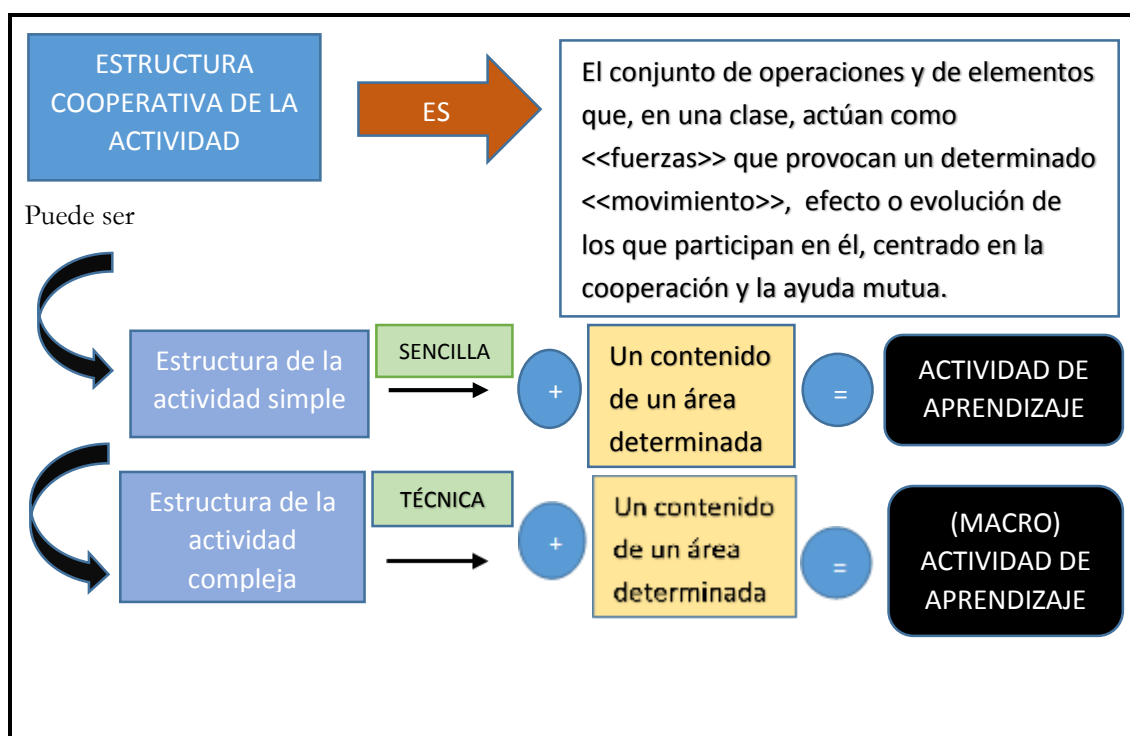 ESTRUCTURA
COOPERATIVA DE LA
ACTIVIDAD
ES
El conjunto de operaciones y de elementos
que, en una clase, actúan como
<<fuerzas>> que provocan un determinado
<<movimiento>>, efecto o evolución de
los que participan en él, centrado en la
cooperación y la ayuda mutua.
Puede ser
Estructura de la
actividad simple
SENCILLA
+
Un contenido
de un área
determinada
=
ACTIVIDAD DE
APRENDIZAJE
Estructura de la
actividad
compleja
TÉCNICA
+
Un contenido
de un área
determinada
=
(MACRO)
ACTIVIDAD DE
APRENDIZAJE